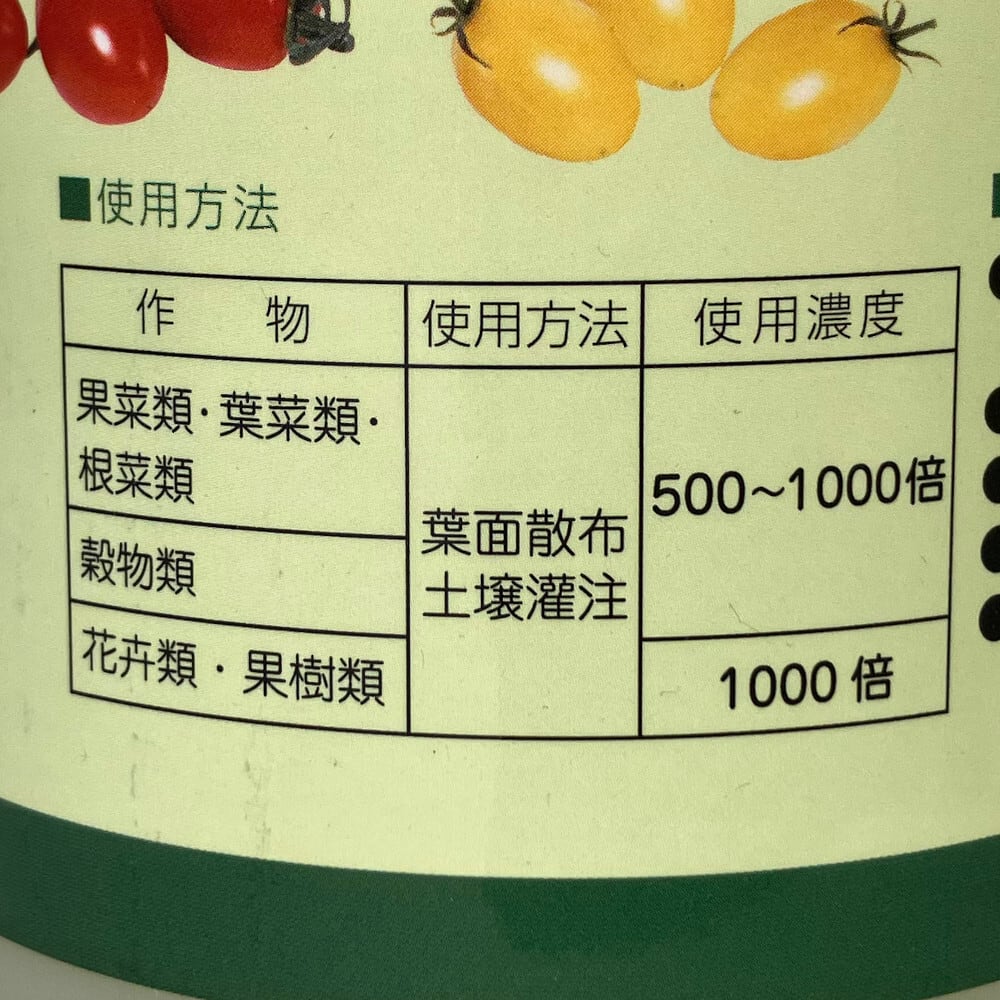 ■使用方法
作 物 使用方法 使用濃度
果菜類・葉菜類・
根菜類
穀物類
花卉類・果樹類
葉面散布
土壌灌注
500~1000倍
1000倍